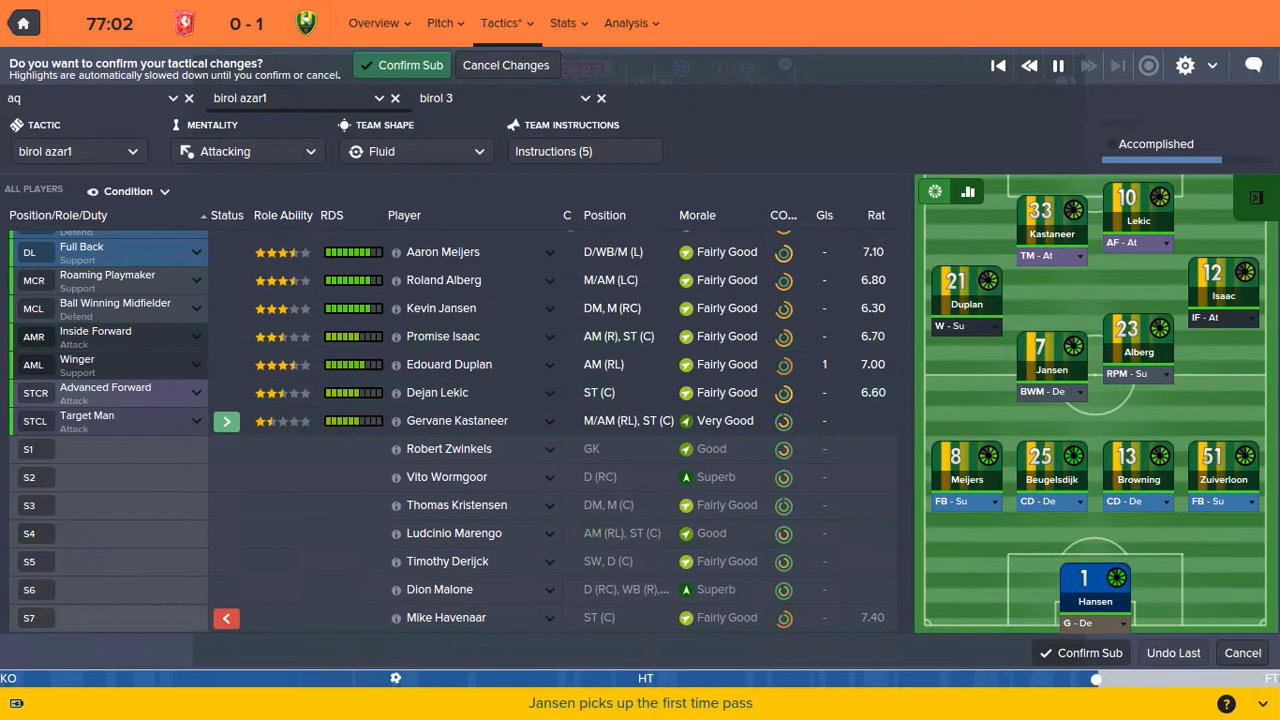 77:02 0 - 1 Overview Pitch Tactics* Stats Analysis
Do you want to confirm your tactical changes? Confirm Sub Cancel Changes
Highlights are automatically slowed down until you confirm or cancel.
aq birol azar1 birol 3
TACTIC MENTALITY TEAM SHAPE TEAM INSTRUCTIONS
birol azar1 Attacking Fluid Instructions (5) Accomplished
ALL PLAYERS Condition
Position/Role/Duty Status Role Ability RDS Player C Position Morale CO... Gls Rat
Defend
DL Full Back Support Aaron Meijers D/WB/M (L) Fairly Good - 7.10
MCR Roaming Playmaker Support Roland Alberg M/AM (LC) Fairly Good - 6.80
MCL Ball Winning Midfielder Defend Kevin Jansen DM, M (RC) Fairly Good - 6.30
AMR Inside Forward Attack Promise Isaac AM (R), ST (C) Fairly Good - 6.70
AML Winger Support Edouard Duplan AM (RL) Fairly Good 1 7.00
STCR Advanced Forward Attack Dejan Lekic ST (C) Fairly Good - 6.60
STCL Target Man Attack Gervane Kastaneer M/AM (RL), ST (C) Very Good -
S1 Robert Zwinkels GK Good -
S2 Vito Wormgoor D (RC) Superb -
S3 Thomas Kristensen DM, M (C) Fairly Good -
S4 Ludcinio Marengo AM (RL), ST (C) Good -
S5 Timothy Derijck SW, D (C) Fairly Good -
S6 Dion Malone D (RC), WB (R),... Superb -
S7 Mike Havenaar ST (C) Fairly Good - 7.40
33 Kastaneer TM - At
10 Lekic AF - At
21 Duplan W - Su
12 Isaac IF - At
7 Jansen BWM - De
23 Alberg RPM - Su
8 Meijers FB - Su
25 Beugelsdijk CD - De
13 Browning CD - De
51 Zuiverloon FB - Su
1 Hansen G - De
Confirm Sub Undo Last Cancel
KO HT FT
Jansen picks up the first time pass
?